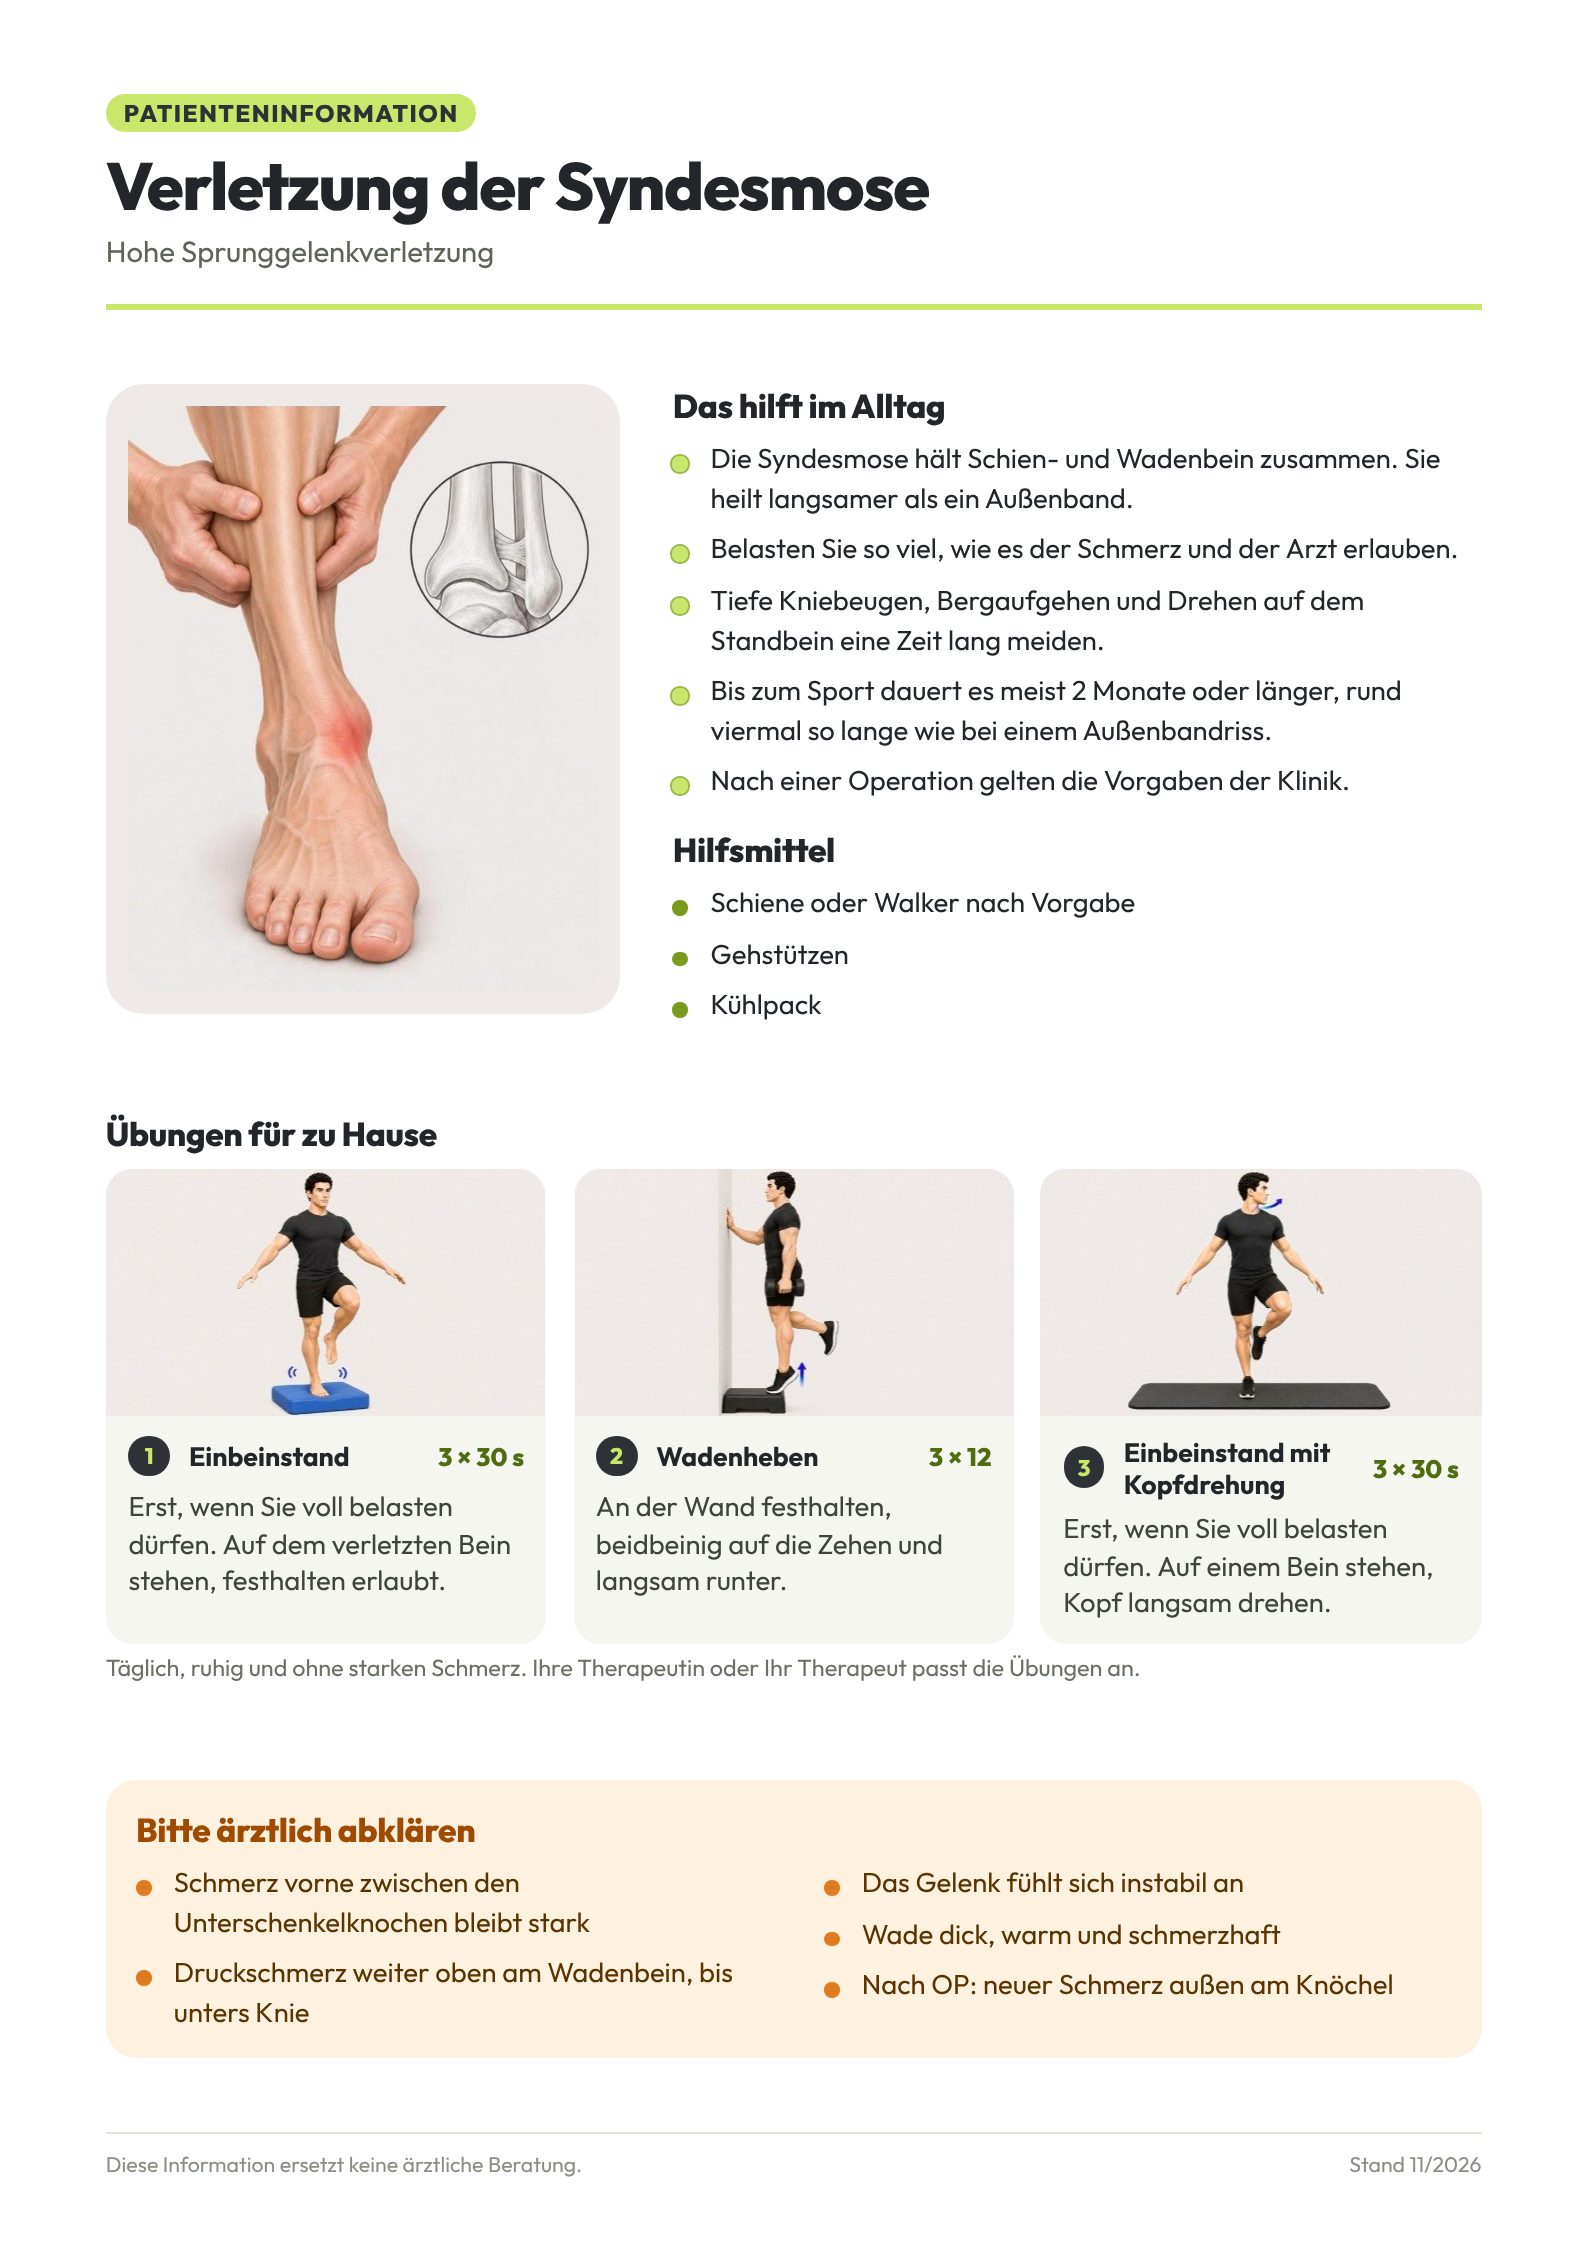 PATIENTENINFORMATION
Verletzung der Syndesmose
Hohe Sprunggelenkverletzung
Das hilft im Alltag
Die Syndesmose hält Schien- und Wadenbein zusammen. Sie
heilt langsamer als ein Außenband.
Belasten Sie so viel, wie es der Schmerz und der Arzt erlauben.
Tiefe Kniebeugen, Bergaufgehen und Drehen auf dem
Standbein eine Zeit lang meiden.
Bis zum Sport dauert es meist 2 Monate oder länger, rund
viermal so lange wie bei einem Außenbandriss.
Nach einer Operation gelten die Vorgaben der Klinik.
Hilfsmittel
Schiene oder Walker nach Vorgabe
Gehstützen
Kühlpack
Übungen für zu Hause
1 Einbeinstand 3 × 30 s
Erst, wenn Sie voll belasten
dürfen. Auf dem verletzten Bein
stehen, festhalten erlaubt.
2 Wadenheben 3 × 12
An der Wand festhalten,
beidbeinig auf die Zehen und
langsam runter.
3 Einbeinstand mit
Kopfdrehung 3 × 30 s
Erst, wenn Sie voll belasten
dürfen. Auf einem Bein stehen,
Kopf langsam drehen.
Täglich, ruhig und ohne starken Schmerz. Ihre Therapeutin oder Ihr Therapeut passt die Übungen an.
Bitte ärztlich abklären
Schmerz vorne zwischen den
Unterschenkelknochen bleibt stark
Druckschmerz weiter oben am Wadenbein, bis
unters Knie
Das Gelenk fühlt sich instabil an
Wade dick, warm und schmerzhaft
Nach OP: neuer Schmerz außen am Knöchel
Diese Information ersetzt keine ärztliche Beratung.
Stand 11/2026